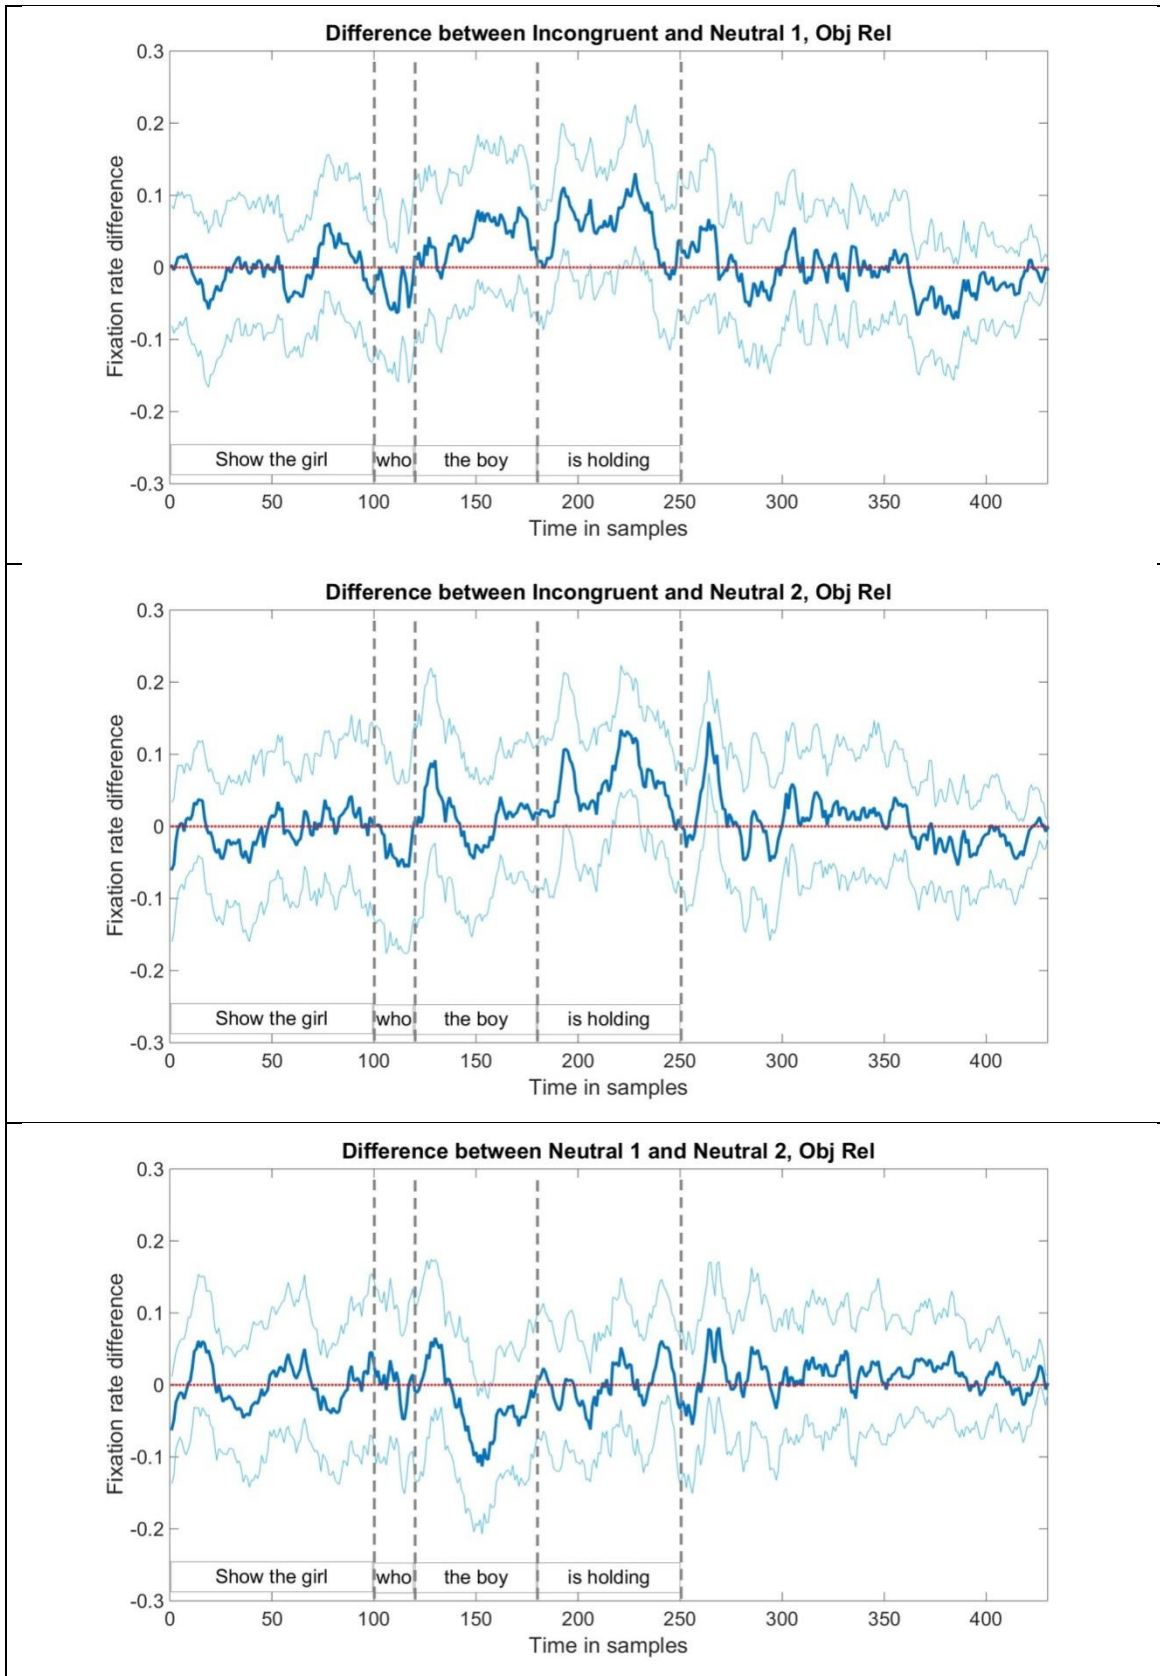 Difference between Incongruent and Neutral 1, Obj Rel
0.3
0.2
0.1
0
-0.1
-0.2
-0.3
Fixation rate difference
Show the girl who the boy is holding
0 50 100 150 200 250 300 350 400
Time in samples
Difference between Incongruent and Neutral 2, Obj Rel
0.3
0.2
0.1
0
-0.1
-0.2
-0.3
Fixation rate difference
Show the girl who the boy is holding
0 50 100 150 200 250 300 350 400
Time in samples
Difference between Neutral 1 and Neutral 2, Obj Rel
0.3
0.2
0.1
0
-0.1
-0.2
-0.3
Fixation rate difference
Show the girl who the boy is holding
0 50 100 150 200 250 300 350 400
Time in samples